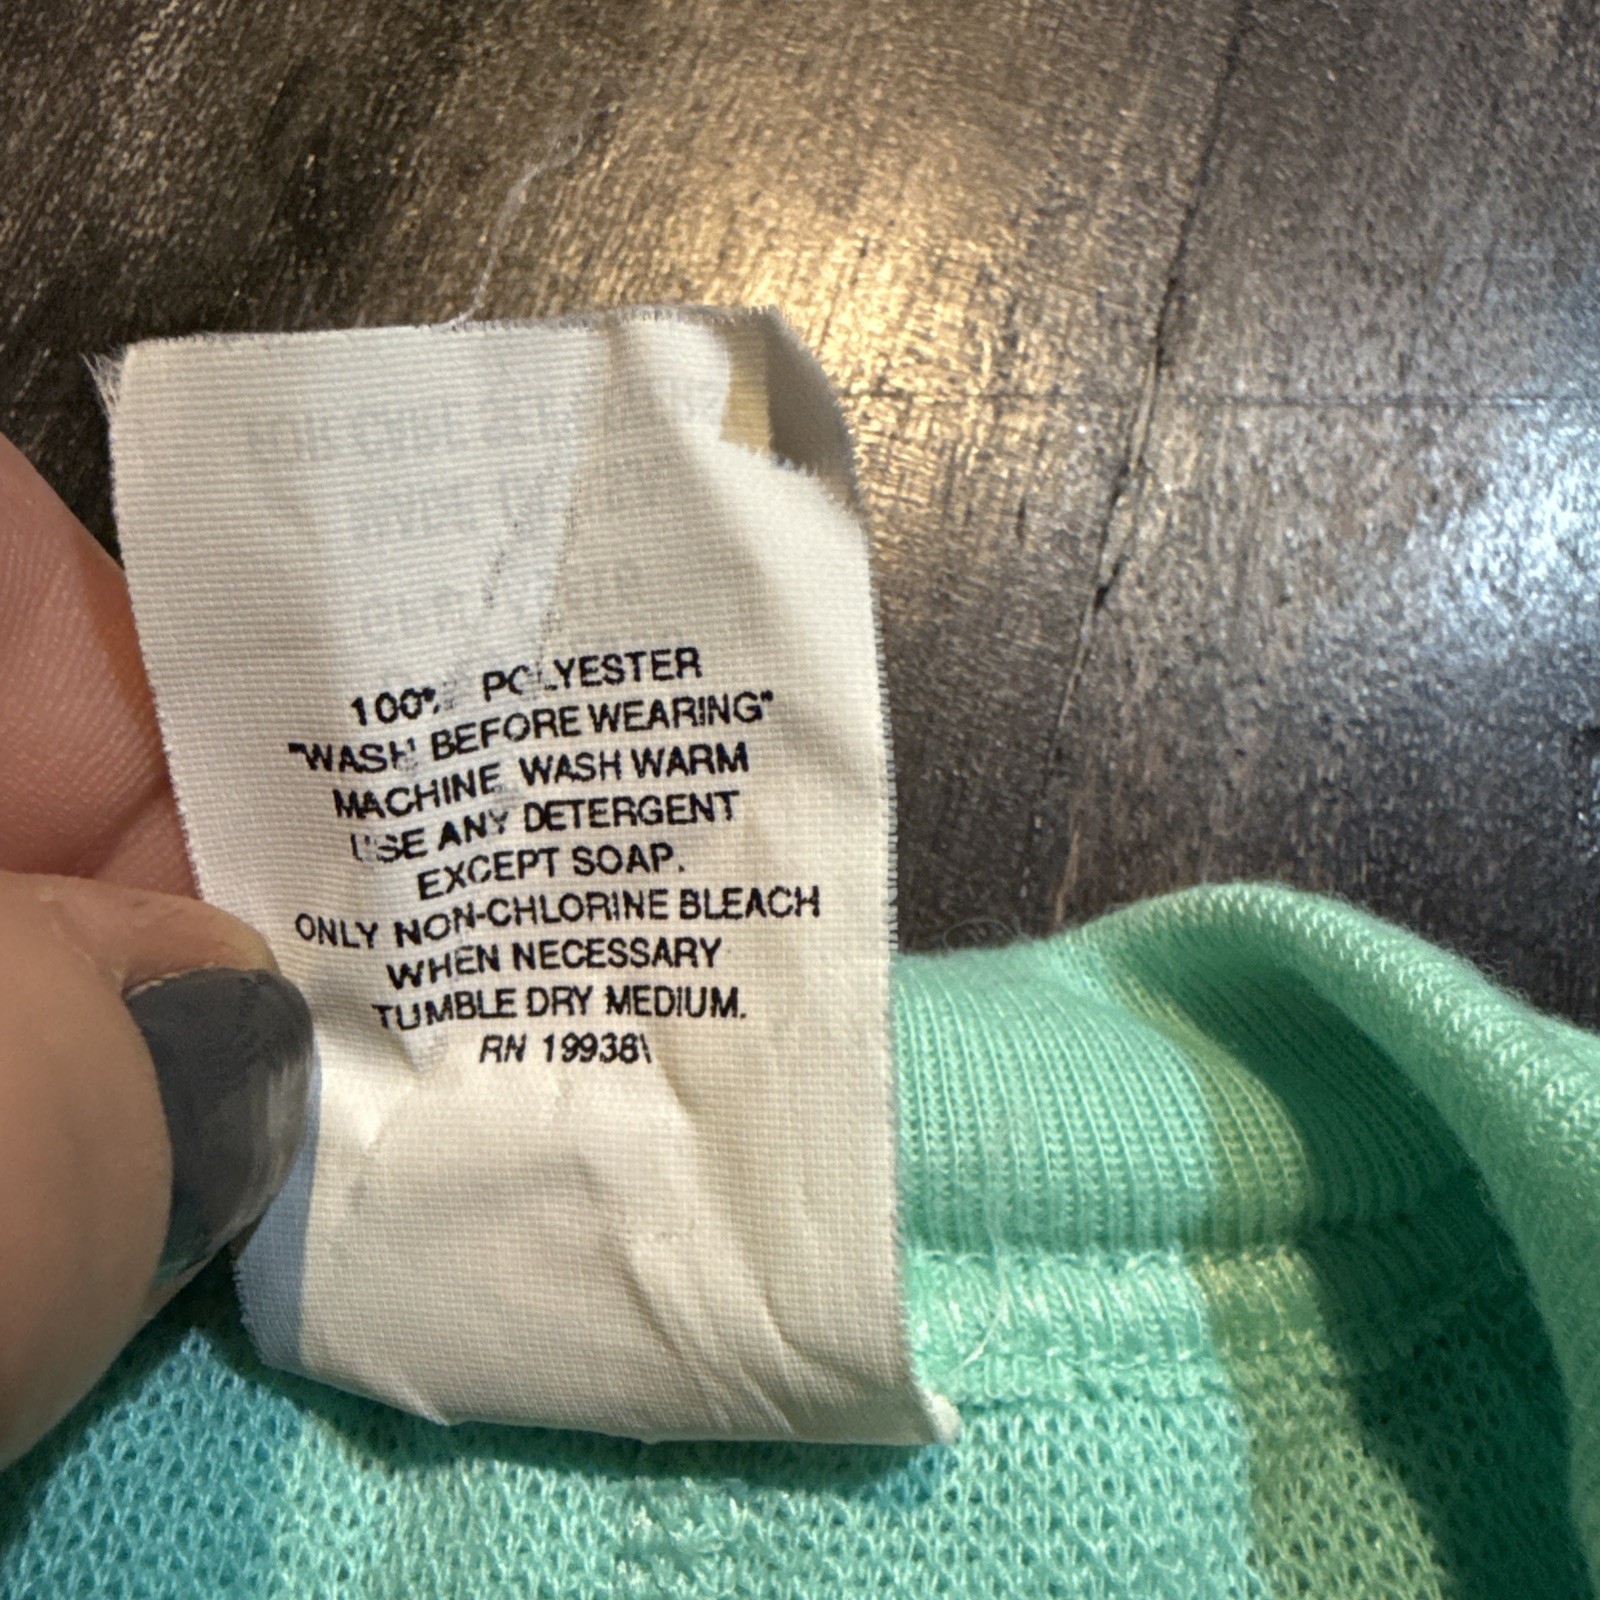 100% POLYESTER
"WASH BEFORE WEARING"
MACHINE WASH WARM
USE ANY DETERGENT
EXCEPT SOAP.
ONLY NON-CHLORINE BLEACH
WHEN NECESSARY
TUMBLE DRY MEDIUM.
RN 19938